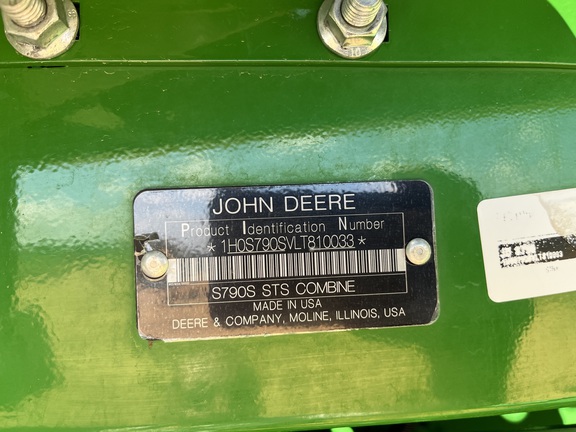 JOHN DEERE
Product Identification Number
*1H0S790SVLT810033*
S790S STS COMBINE
MADE IN USA
DEERE & COMPANY, MOLINE, ILLINOIS, USA